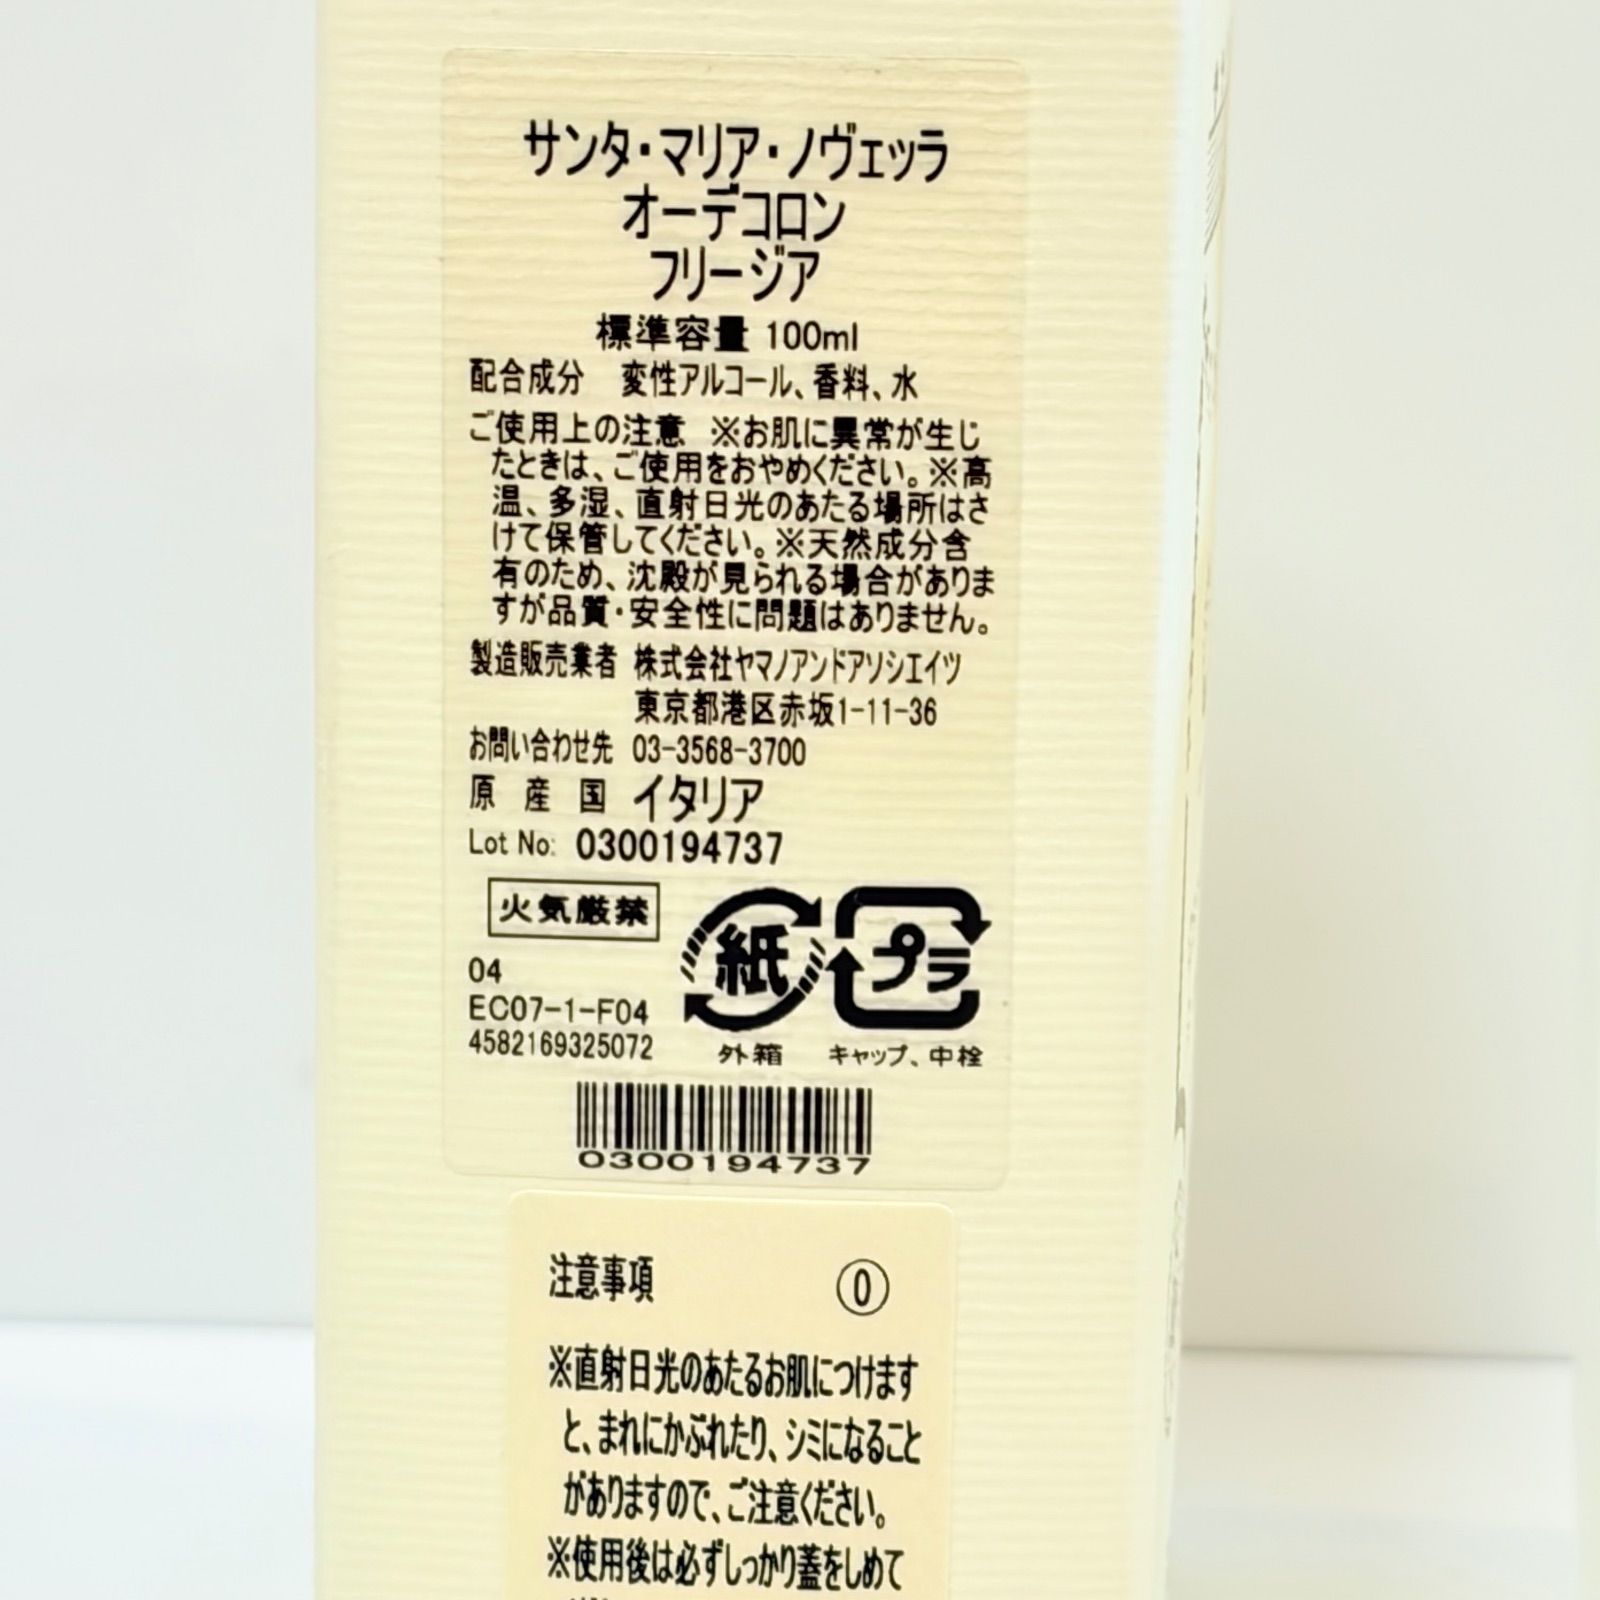 サンタ・マリア・ノヴェッラ
オーデコロン
フリージア
標準容量 100ml
配合成分 変性アルコール、香料、水
ご使用上の注意 ※お肌に異常が生じ
たときは、ご使用をおやめください。※高
温、多湿、直射日光のあたる場所はさ
けて保管してください。※天然成分含
有のため、沈殿が見られる場合がありま
すが品質・安全性に問題はありません。
製造販売業者 株式会社ヤマノアンドアソシエイツ
東京都港区赤坂1-11-36
お問い合わせ先 03-3568-3700
原産国 イタリア
Lot No: 0300194737
火気厳禁
紙
プラ
04
EC07-1-F04
4582169325072
外箱
キャップ、中栓
0300194737
注意事項 0
※直射日光のあたるお肌につけます
と、まれにかぶれたり、シミになること
がありますので、ご注意ください。
※使用後は必ずしっかり蓋をしめて